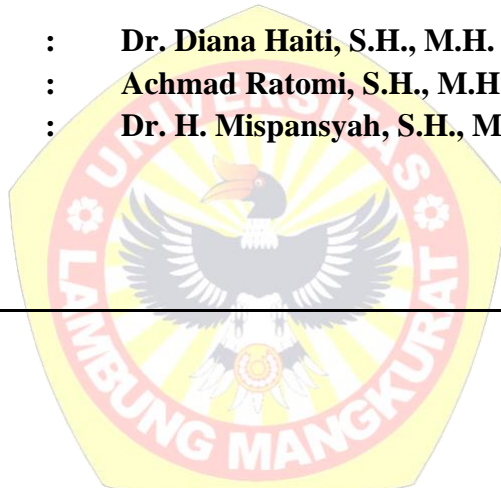 : Dr. Diana Haiti, S.H., M.H.
: Achmad Ratomi, S.H., M.H
: Dr. H. Mispansyah, S.H., M
UNIVERSITAS
LAMBUNG MANGKURAT